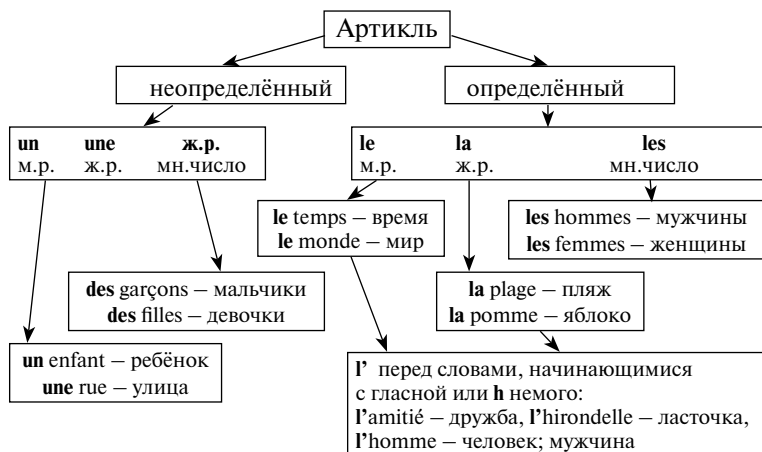 Артикль
неопределённый
определённый
un une ж.р.
м.р. ж.р. мн.число
le la les
м.р. ж.р. мн.число
le temps – время
le monde – мир
les hommes – мужчины
les femmes – женщины
des garçons – мальчики
des filles – девочки
la plage – пляж
la pomme – яблоко
un enfant – ребёнок
une rue – улица
l’ перед словами, начинающимися
с гласной или h немого:
l’amitié – дружба, l’hirondelle – ласточка,
l’homme – человек; мужчина